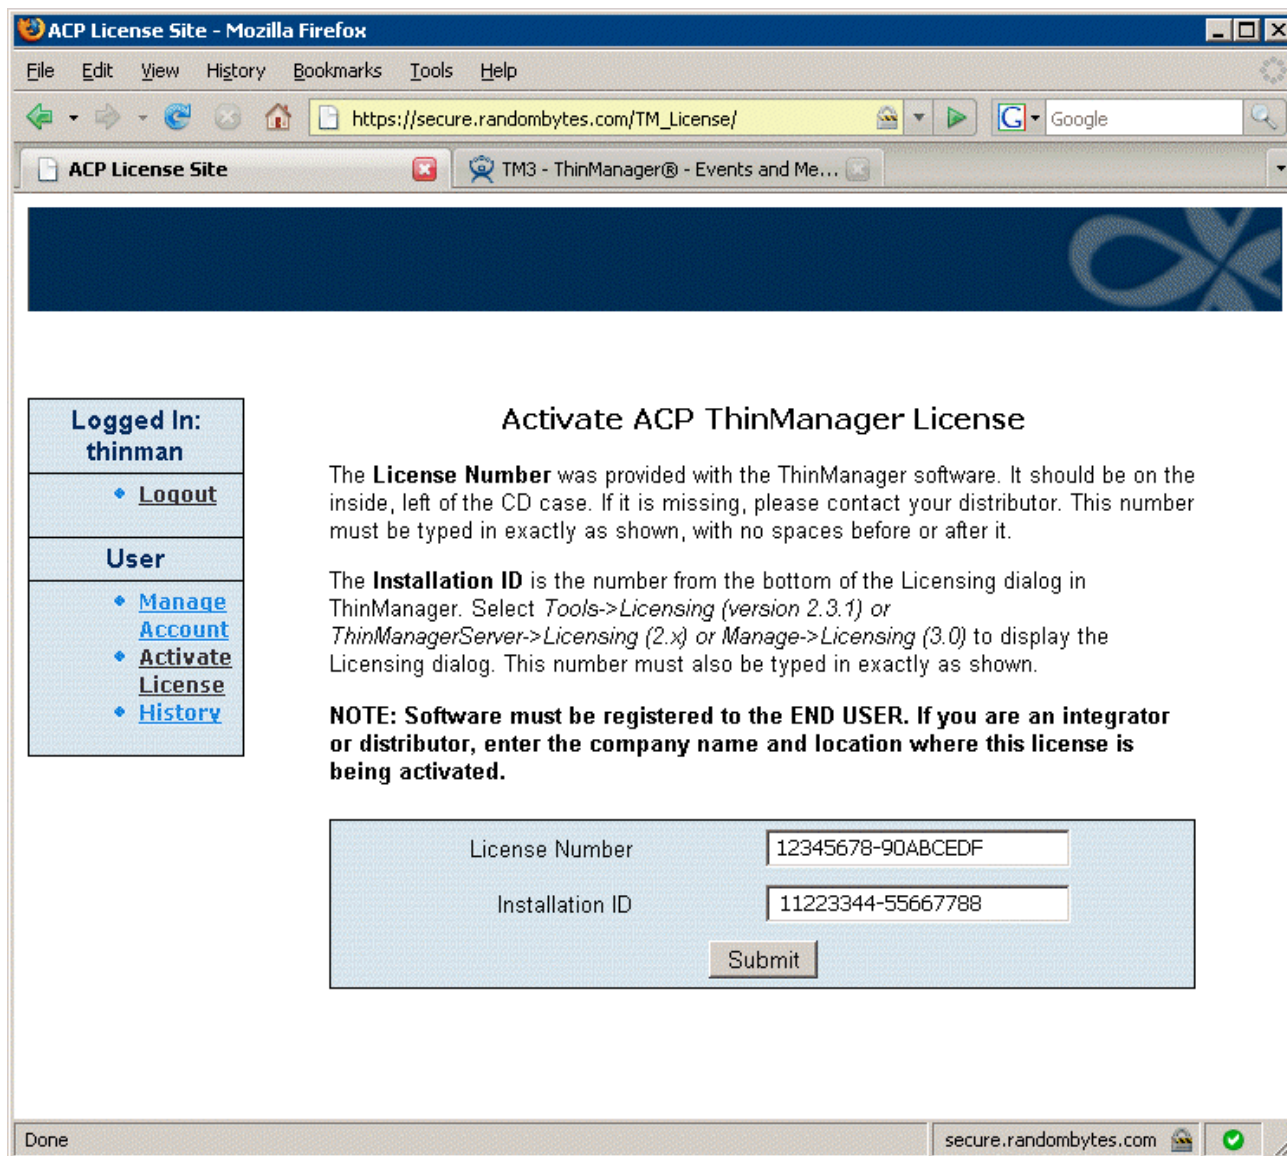 ACP License Site - Mozilla Firefox
File Edit View History Bookmarks Tools Help
https://secure.randombytes.com/TM_License/
G Google
ACP License Site
TM3 - ThinManager® - Events and Me...
Logged In:
thinman
Logout
User
Manage
Account
Activate
License
History
Activate ACP ThinManager License
The License Number was provided with the ThinManager software. It should be on the
inside, left of the CD case. If it is missing, please contact your distributor. This number
must be typed in exactly as shown, with no spaces before or after it.
The Installation ID is the number from the bottom of the Licensing dialog in
ThinManager. Select Tools->Licensing (version 2.3.1) or
ThinManagerServer->Licensing (2.x) or Manage->Licensing (3.0) to display the
Licensing dialog. This number must also be typed in exactly as shown.
NOTE: Software must be registered to the END USER. If you are an integrator
or distributor, enter the company name and location where this license is
being activated.
License Number 12345678-90ABCEDF
Installation ID 11223344-55667788
Submit
Done secure.randombytes.com